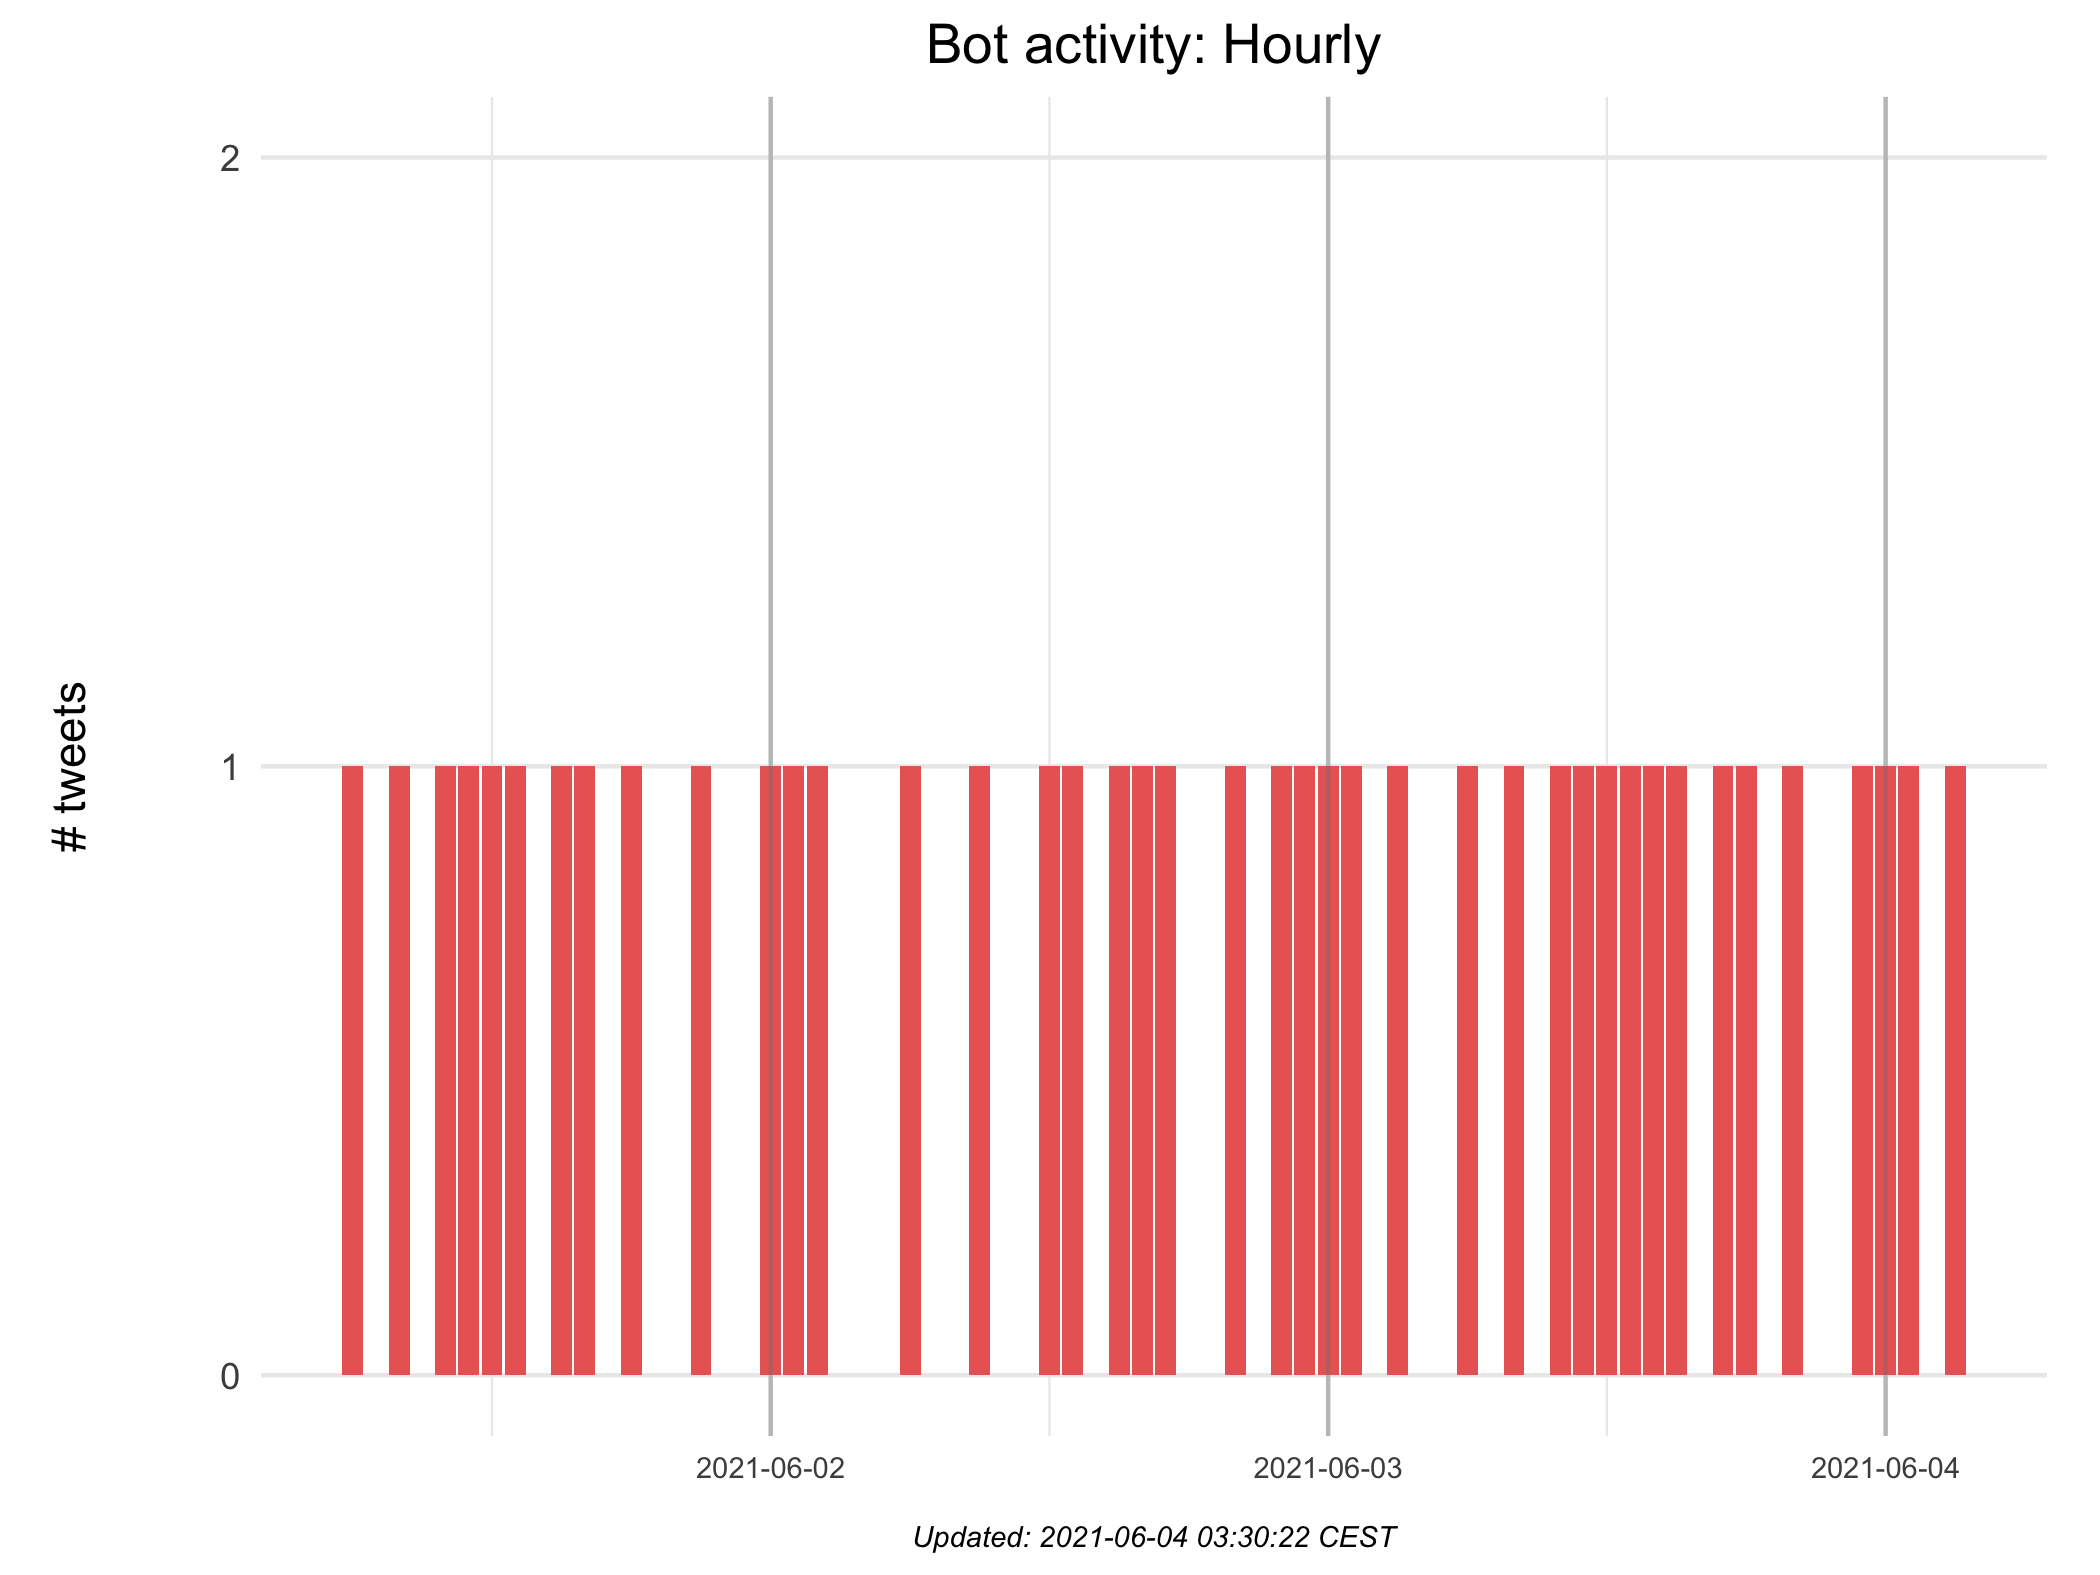 Bot activity: Hourly
2
1
0
# tweets
2021-06-02 2021-06-03 2021-06-04
Updated: 2021-06-04 03:30:22 CEST